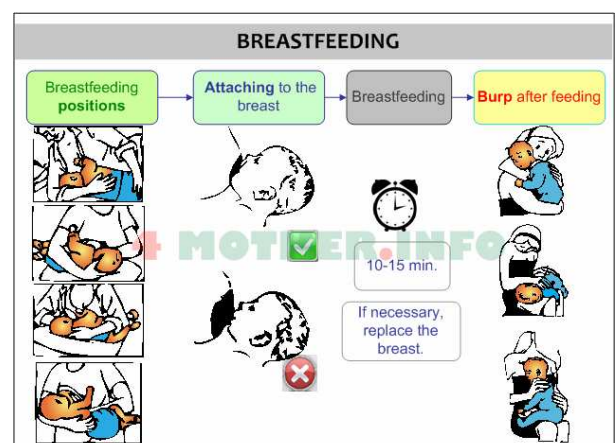 BREASTFEEDING
Breastfeeding
positions
Attaching to the
breast
Breastfeeding
Burp after feeding
4 MOTHER.INFO
10-15 min.
If necessary,
replace the
breast.